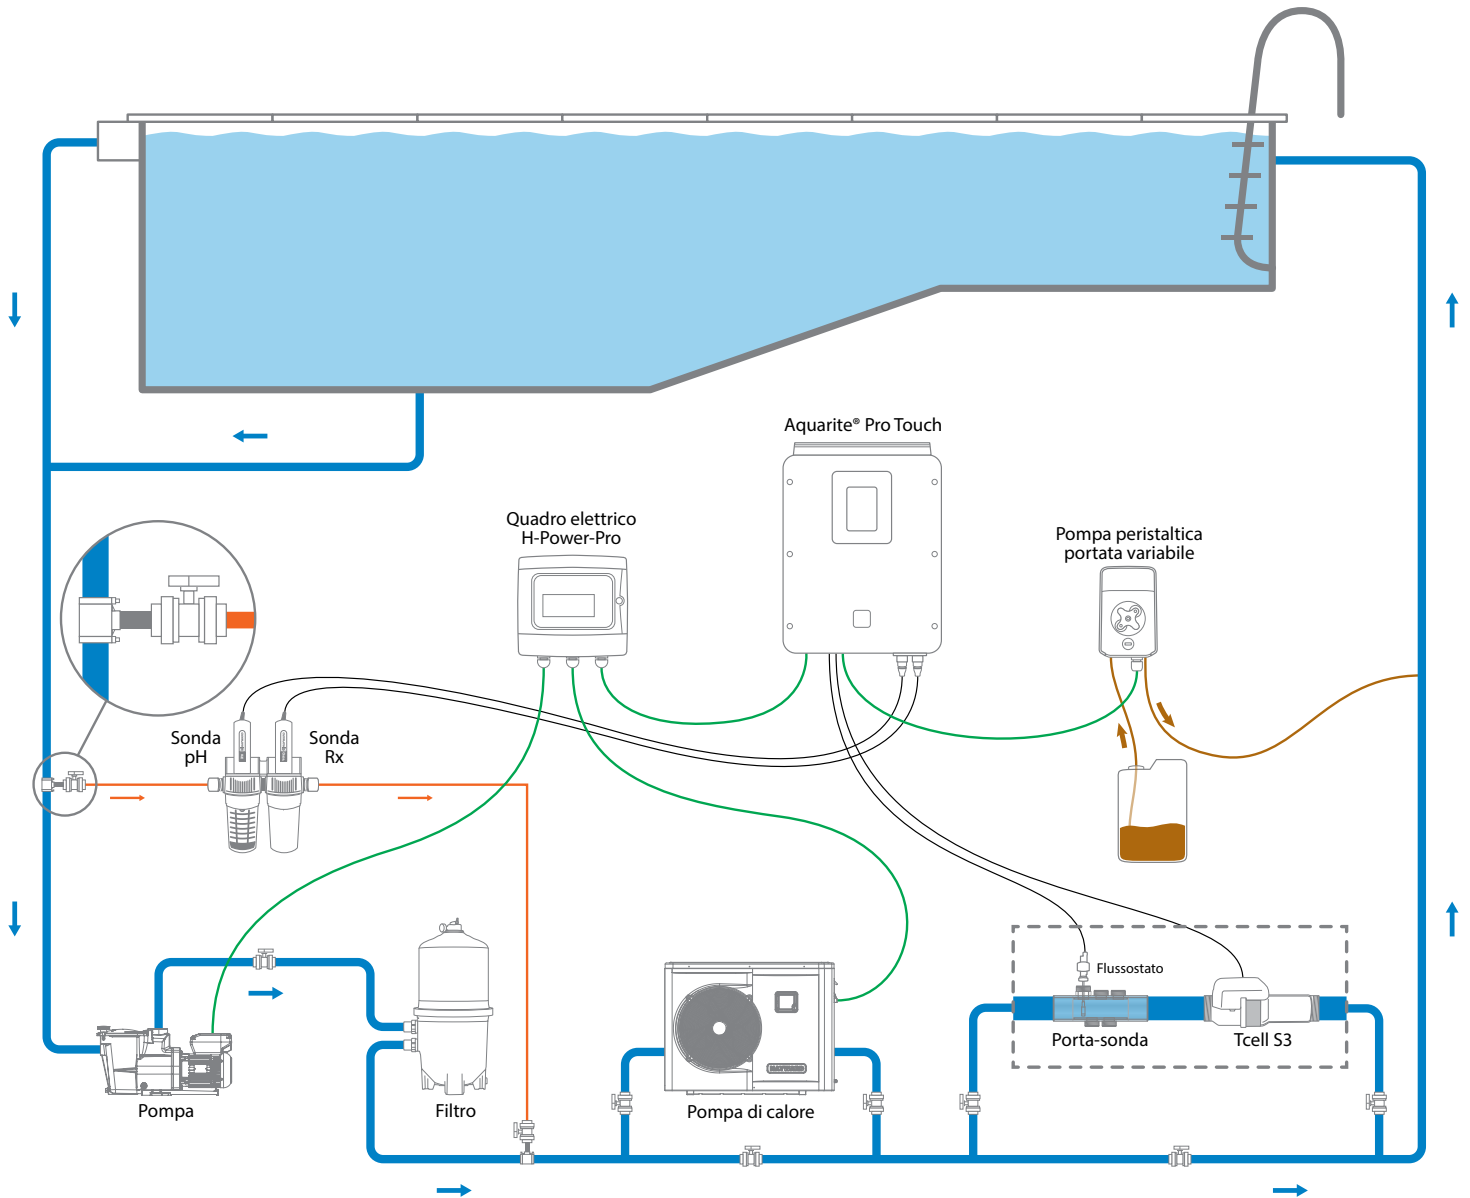 Aquarite® Pro Touch
Quadro elettrico
H-Power-Pro
Pompa peristaltica
portata variabile
Sonda
pH
Sonda
Rx
Flussostato
Porta-sonda
Tcell S3
Pompa
Filtro
Pompa di calore
HAYWARD